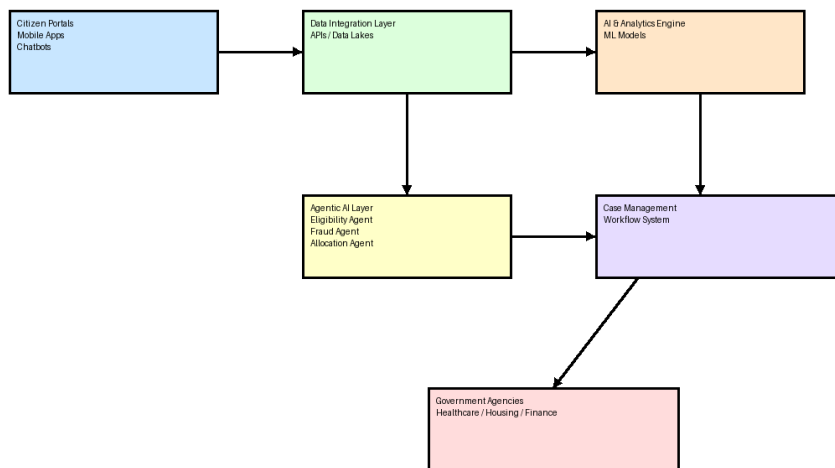 Citizen Portals
Mobile Apps
Chatbots
Data Integration Layer
APIs / Data Lakes
AI & Analytics Engine
ML Models
Agentic AI Layer
Eligibility Agent
Fraud Agent
Allocation Agent
Case Management
Workflow System
Government Agencies
Healthcare / Housing / Finance